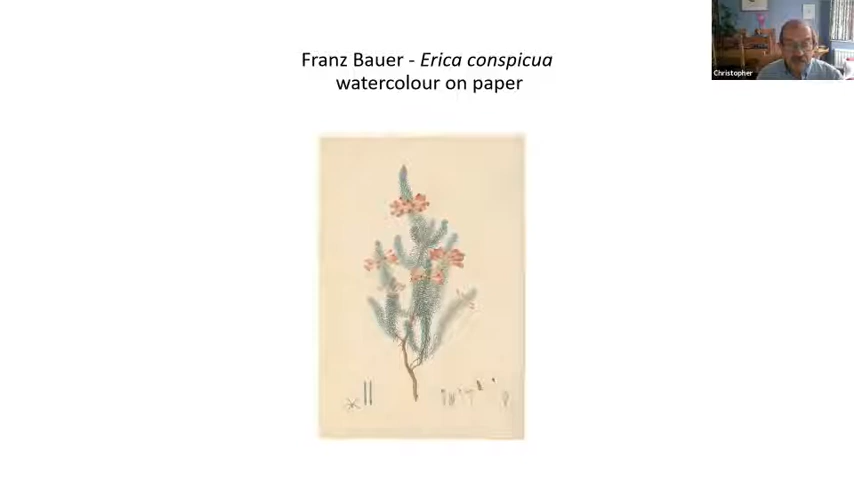 Franz Bauer - Erica conspicua
watercolour on paper
Christopher